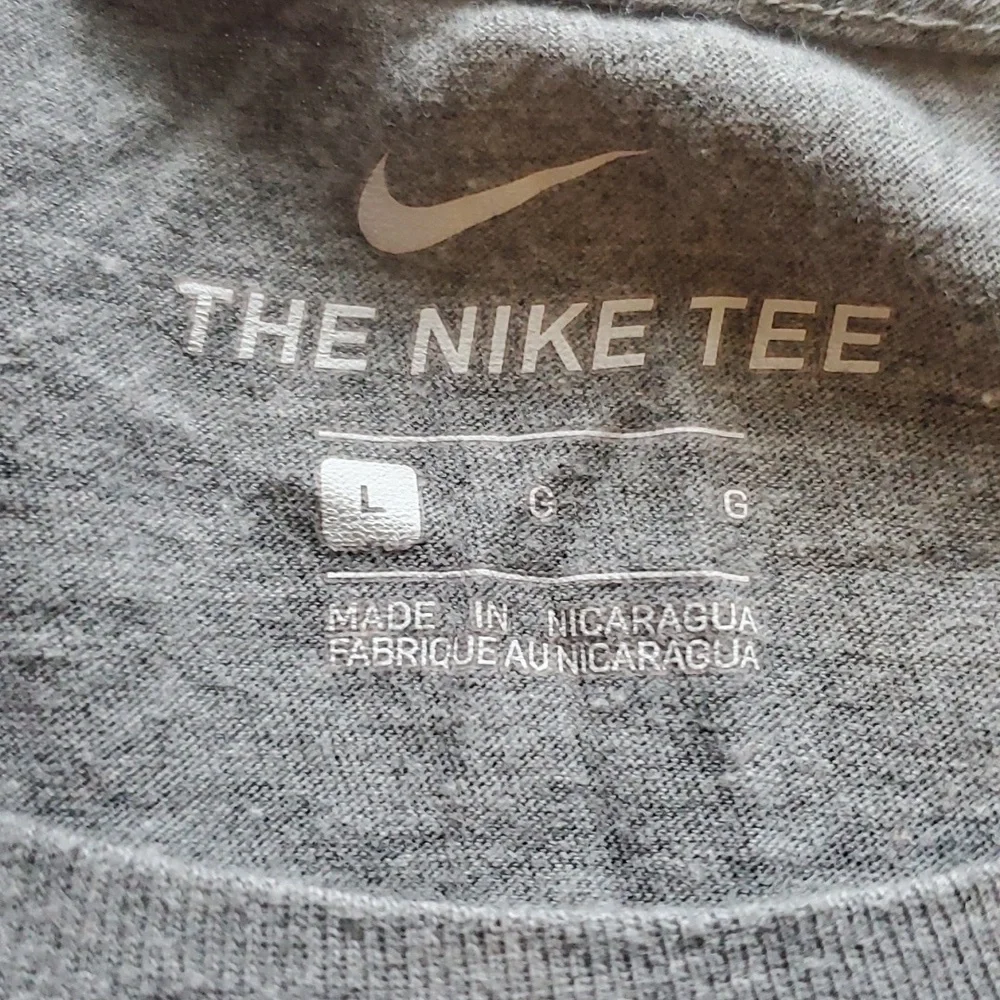 THE NIKE TEE
L G G
MADE IN NICARAGUA
FABRIQUE AU NICARAGUA